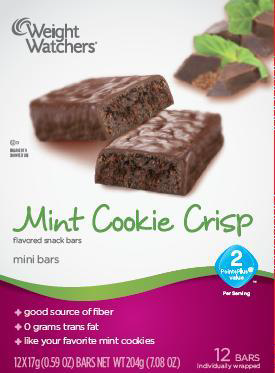 Weight
Watchers
Mint Cookie Crisp
flavored snack bars
mini bars
2
PointsPlus
value
Per Serving
+ good source of fiber
+ 0 grams trans fat
+ like your favorite mint cookies
12X17g (0.59 OZ) BARS NET WT 204g (7.08 OZ)
12 BARS
individually wrapped